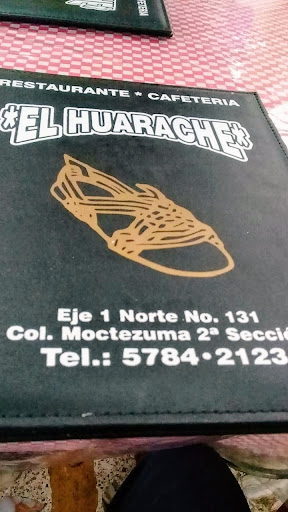 RESTAURANTE * CAFETERIA
*EL HUARACHE*
Eje 1 Norte No. 131
Col. Moctezuma 2ª Secció
Tel.: 5784•2123